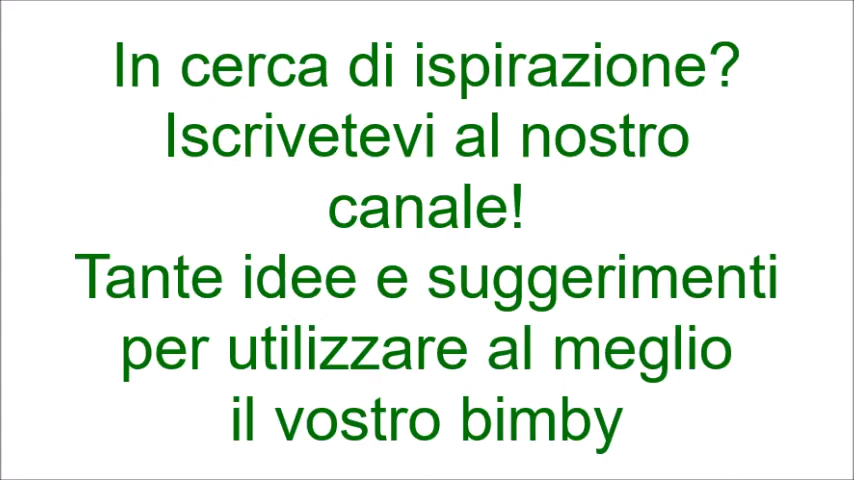 In cerca di ispirazione?
Iscrivetevi al nostro
canale!
Tante idee e suggerimenti
per utilizzare al meglio
il vostro bimby